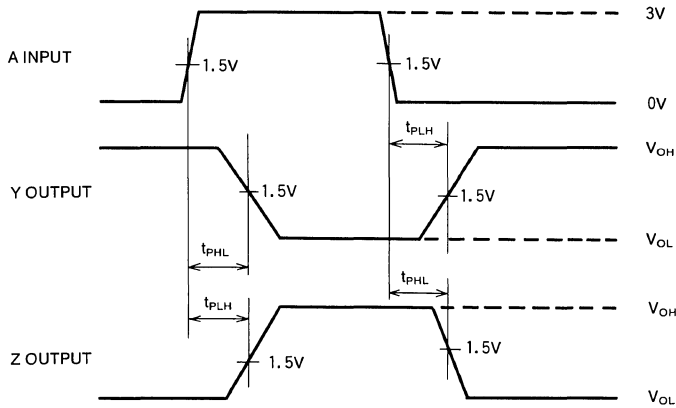 3V
A INPUT
1.5V
1.5V
0V
tPLH
VOH
Y OUTPUT
1.5V
1.5V
VOL
tPHL
tPHL
tPLH
VOH
Z OUTPUT
1.5V
1.5V
VOL